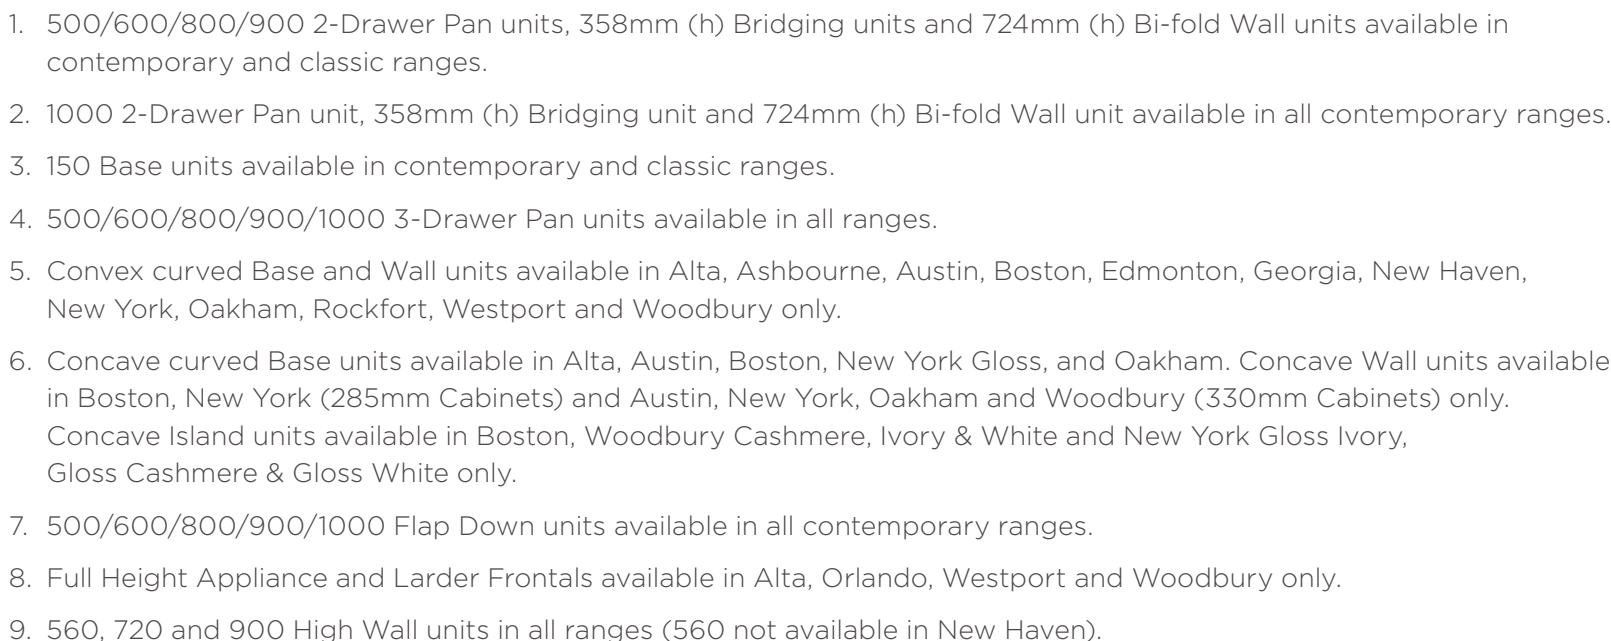 1. 500/600/800/900 2-Drawer Pan units, 358mm (h) Bridging units and 724mm (h) Bi-fold Wall units available in
contemporary and classic ranges.
2. 1000 2-Drawer Pan unit, 358mm (h) Bridging unit and 724mm (h) Bi-fold Wall unit available in all contemporary ranges.
3. 150 Base units available in contemporary and classic ranges.
4. 500/600/800/900/1000 3-Drawer Pan units available in all ranges.
5. Convex curved Base and Wall units available in Alta, Ashbourne, Austin, Boston, Edmonton, Georgia, New Haven,
New York, Oakham, Rockfort, Westport and Woodbury only.
6. Concave curved Base units available in Alta, Austin, Boston, New York Gloss, and Oakham. Concave Wall units available
in Boston, New York (285mm Cabinets) and Austin, New York, Oakham and Woodbury (330mm Cabinets) only.
Concave Island units available in Boston, Woodbury Cashmere, Ivory & White and New York Gloss Ivory,
Gloss Cashmere & Gloss White only.
7. 500/600/800/900/1000 Flap Down units available in all contemporary ranges.
8. Full Height Appliance and Larder Frontals available in Alta, Orlando, Westport and Woodbury only.
9. 560, 720 and 900 High Wall units in all ranges (560 not available in New Haven).